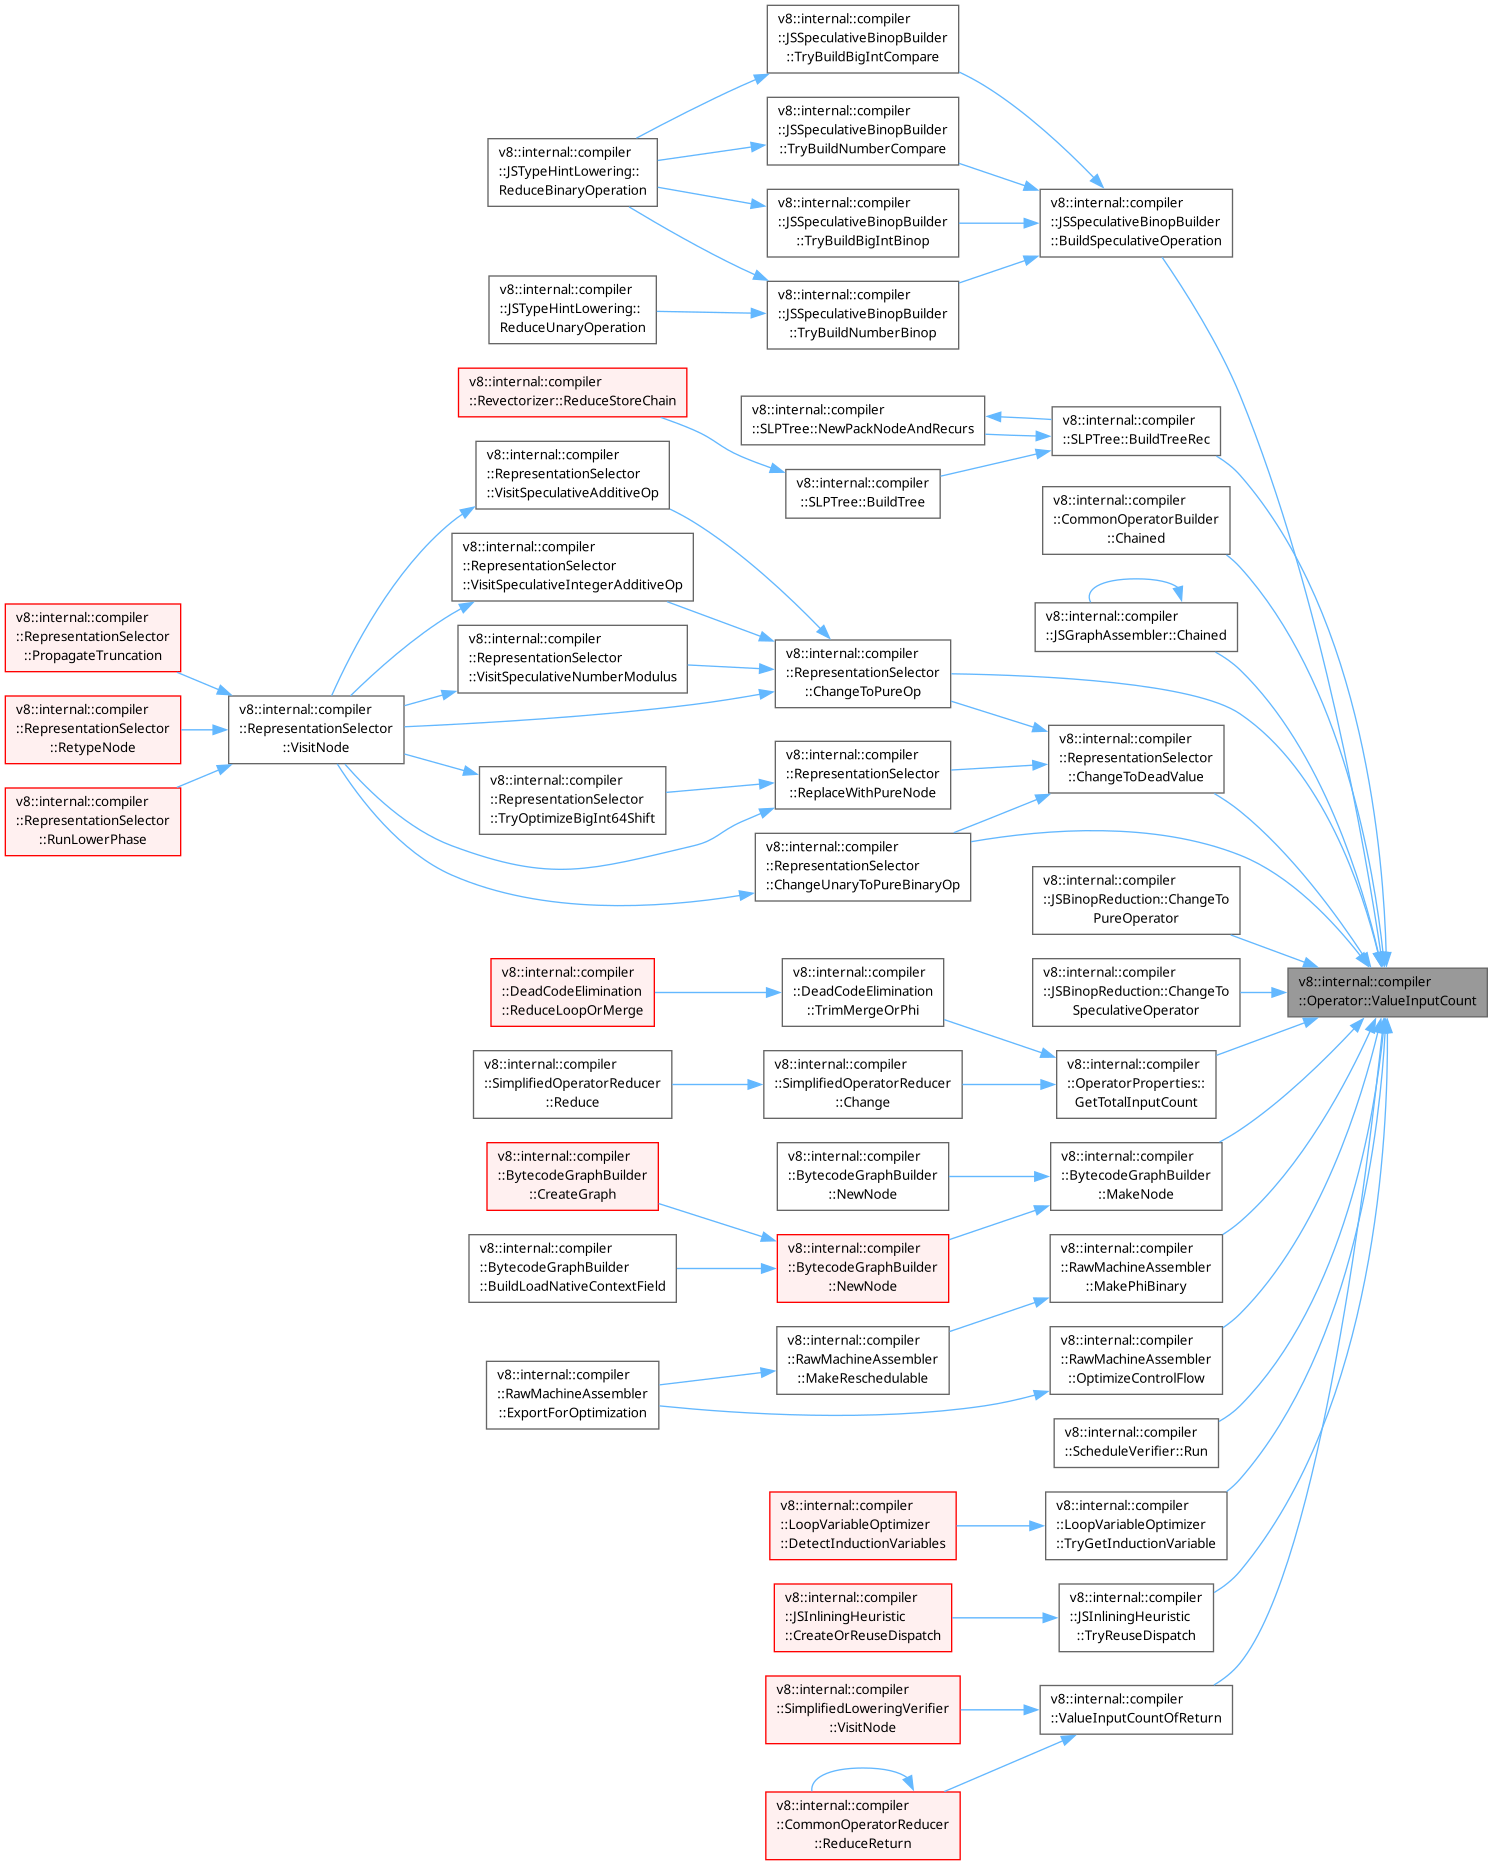 v8::internal::compiler
::JSSpeculativeBinopBuilder
::TryBuildBigIntCompare
v8::internal::compiler
::JSSpeculativeBinopBuilder
::TryBuildNumberCompare
v8::internal::compiler
::JSTypeHintLowering::
ReduceBinaryOperation
v8::internal::compiler
::JSSpeculativeBinopBuilder
::TryBuildBigIntBinop
v8::internal::compiler
::JSSpeculativeBinopBuilder
::BuildSpeculativeOperation
v8::internal::compiler
::JSTypeHintLowering::
ReduceUnaryOperation
v8::internal::compiler
::JSSpeculativeBinopBuilder
::TryBuildNumberBinop
v8::internal::compiler
::Revectorizer::ReduceStoreChain
v8::internal::compiler
::SLPTree::NewPackNodeAndRecurs
v8::internal::compiler
::SLPTree::BuildTreeRec
v8::internal::compiler
::RepresentationSelector
::VisitSpeculativeAdditiveOp
v8::internal::compiler
::SLPTree::BuildTree
v8::internal::compiler
::CommonOperatorBuilder
::Chained
v8::internal::compiler
::RepresentationSelector
::VisitSpeculativeIntegerAdditiveOp
v8::internal::compiler
::JSGraphAssembler::Chained
v8::internal::compiler
::RepresentationSelector
::PropagateTruncation
v8::internal::compiler
::RepresentationSelector
::VisitSpeculativeNumberModulus
v8::internal::compiler
::RepresentationSelector
::ChangeToPureOp
v8::internal::compiler
::RepresentationSelector
::RetypeNode
v8::internal::compiler
::RepresentationSelector
::VisitNode
v8::internal::compiler
::RepresentationSelector
::ChangeToDeadValue
v8::internal::compiler
::RepresentationSelector
::ReplaceWithPureNode
v8::internal::compiler
::RepresentationSelector
::TryOptimizeBigInt64Shift
v8::internal::compiler
::RepresentationSelector
::RunLowerPhase
v8::internal::compiler
::RepresentationSelector
::ChangeUnaryToPureBinaryOp
v8::internal::compiler
::JSBinopReduction::ChangeTo
PureOperator
v8::internal::compiler
::DeadCodeElimination
::ReduceLoopOrMerge
v8::internal::compiler
::DeadCodeElimination
::TrimMergeOrPhi
v8::internal::compiler
::JSBinopReduction::ChangeTo
SpeculativeOperator
v8::internal::compiler
::Operator::ValueInputCount
v8::internal::compiler
::SimplifiedOperatorReducer
::Reduce
v8::internal::compiler
::SimplifiedOperatorReducer
::Change
v8::internal::compiler
::OperatorProperties::
GetTotalInputCount
v8::internal::compiler
::BytecodeGraphBuilder
::CreateGraph
v8::internal::compiler
::BytecodeGraphBuilder
::NewNode
v8::internal::compiler
::BytecodeGraphBuilder
::MakeNode
v8::internal::compiler
::BytecodeGraphBuilder
::BuildLoadNativeContextField
v8::internal::compiler
::BytecodeGraphBuilder
::NewNode
v8::internal::compiler
::RawMachineAssembler
::MakePhiBinary
v8::internal::compiler
::RawMachineAssembler
::MakeReschedulable
v8::internal::compiler
::RawMachineAssembler
::OptimizeControlFlow
v8::internal::compiler
::RawMachineAssembler
::ExportForOptimization
v8::internal::compiler
::ScheduleVerifier::Run
v8::internal::compiler
::LoopVariableOptimizer
::DetectInductionVariables
v8::internal::compiler
::LoopVariableOptimizer
::TryGetInductionVariable
v8::internal::compiler
::JSInliningHeuristic
::CreateOrReuseDispatch
v8::internal::compiler
::JSInliningHeuristic
::TryReuseDispatch
v8::internal::compiler
::SimplifiedLoweringVerifier
::VisitNode
v8::internal::compiler
::ValueInputCountOfReturn
v8::internal::compiler
::CommonOperatorReducer
::ReduceReturn